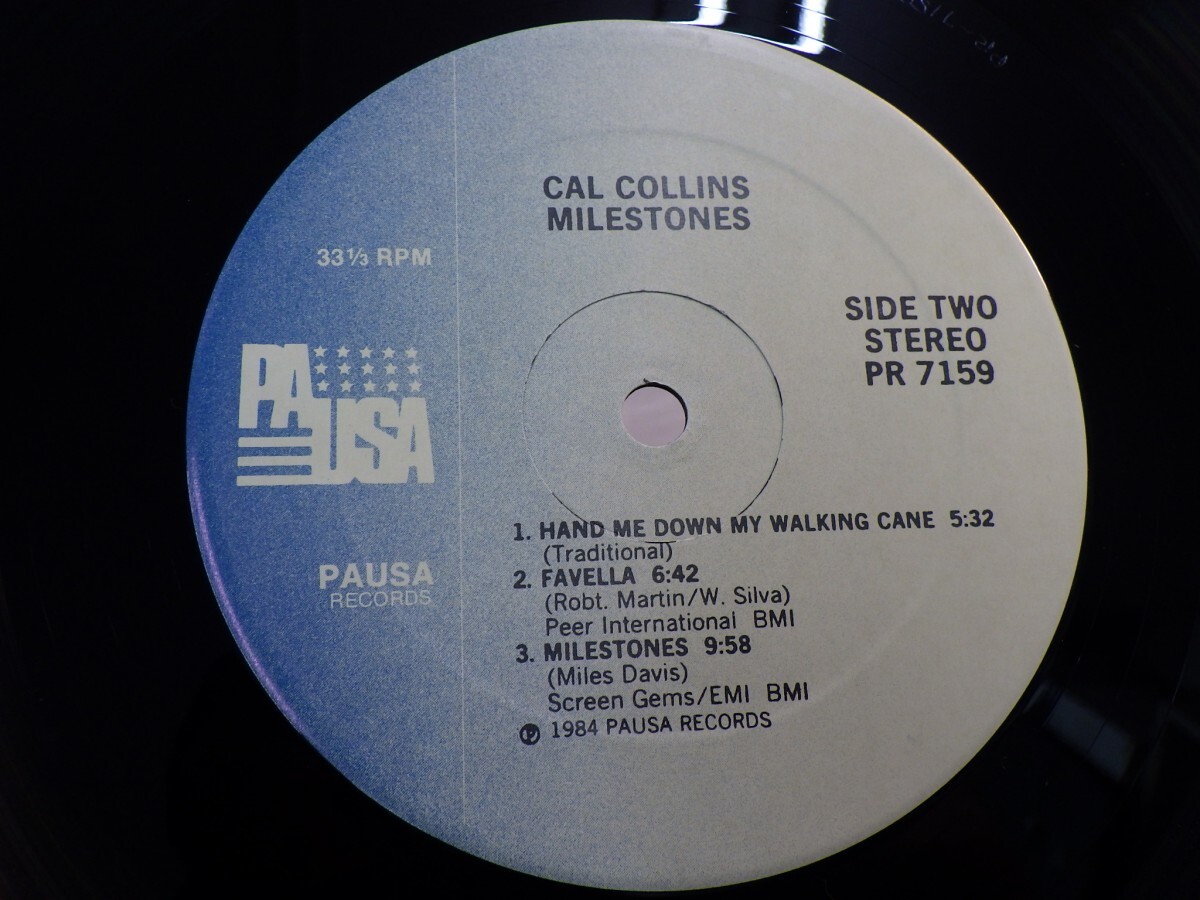 CAL COLLINS
MILESTONES
33⅓ RPM
SIDE TWO
STEREO
PR 7159
PA
USA
PAUSA
RECORDS
1. HAND ME DOWN MY WALKING CANE 5:32
(Traditional)
2. FAVELLA 6:42
(Robt. Martin/W. Silva)
Peer International BMI
3. MILESTONES 9:58
(Miles Davis)
Screen Gems/EMI BMI
℗ 1984 PAUSA RECORDS